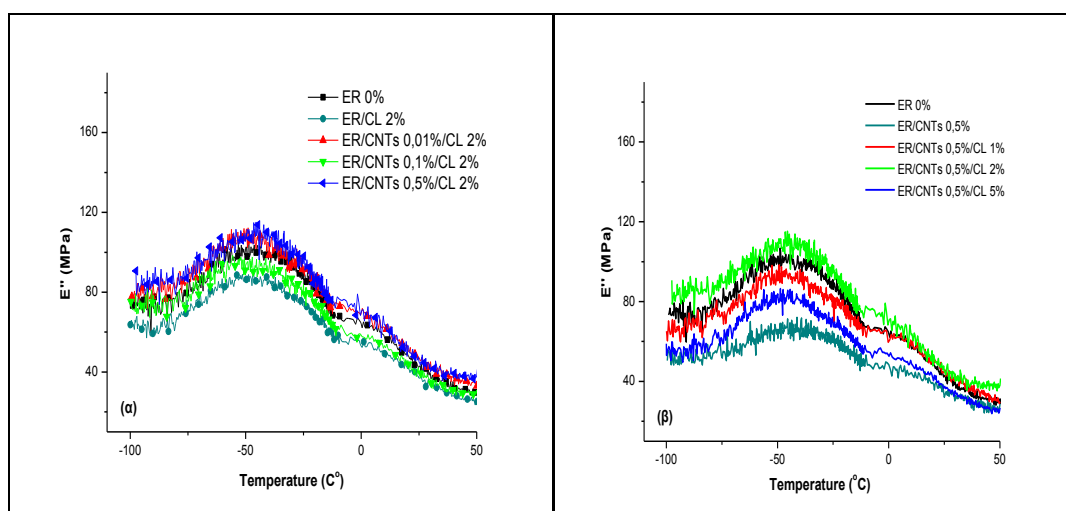 160
120
80
40
E'' (MPa)
ER 0%
ER/CL 2%
ER/CNTs 0,01%/CL 2%
ER/CNTs 0,1%/CL 2%
ER/CNTs 0,5%/CL 2%
(α)
-100 -50 0 50
Temperature (C°)
160
120
80
40
E'' (MPa)
ER 0%
ER/CNTs 0,5%
ER/CNTs 0,5%/CL 1%
ER/CNTs 0,5%/CL 2%
ER/CNTs 0,5%/CL 5%
(β)
-100 -50 0 50
Temperature (°C)